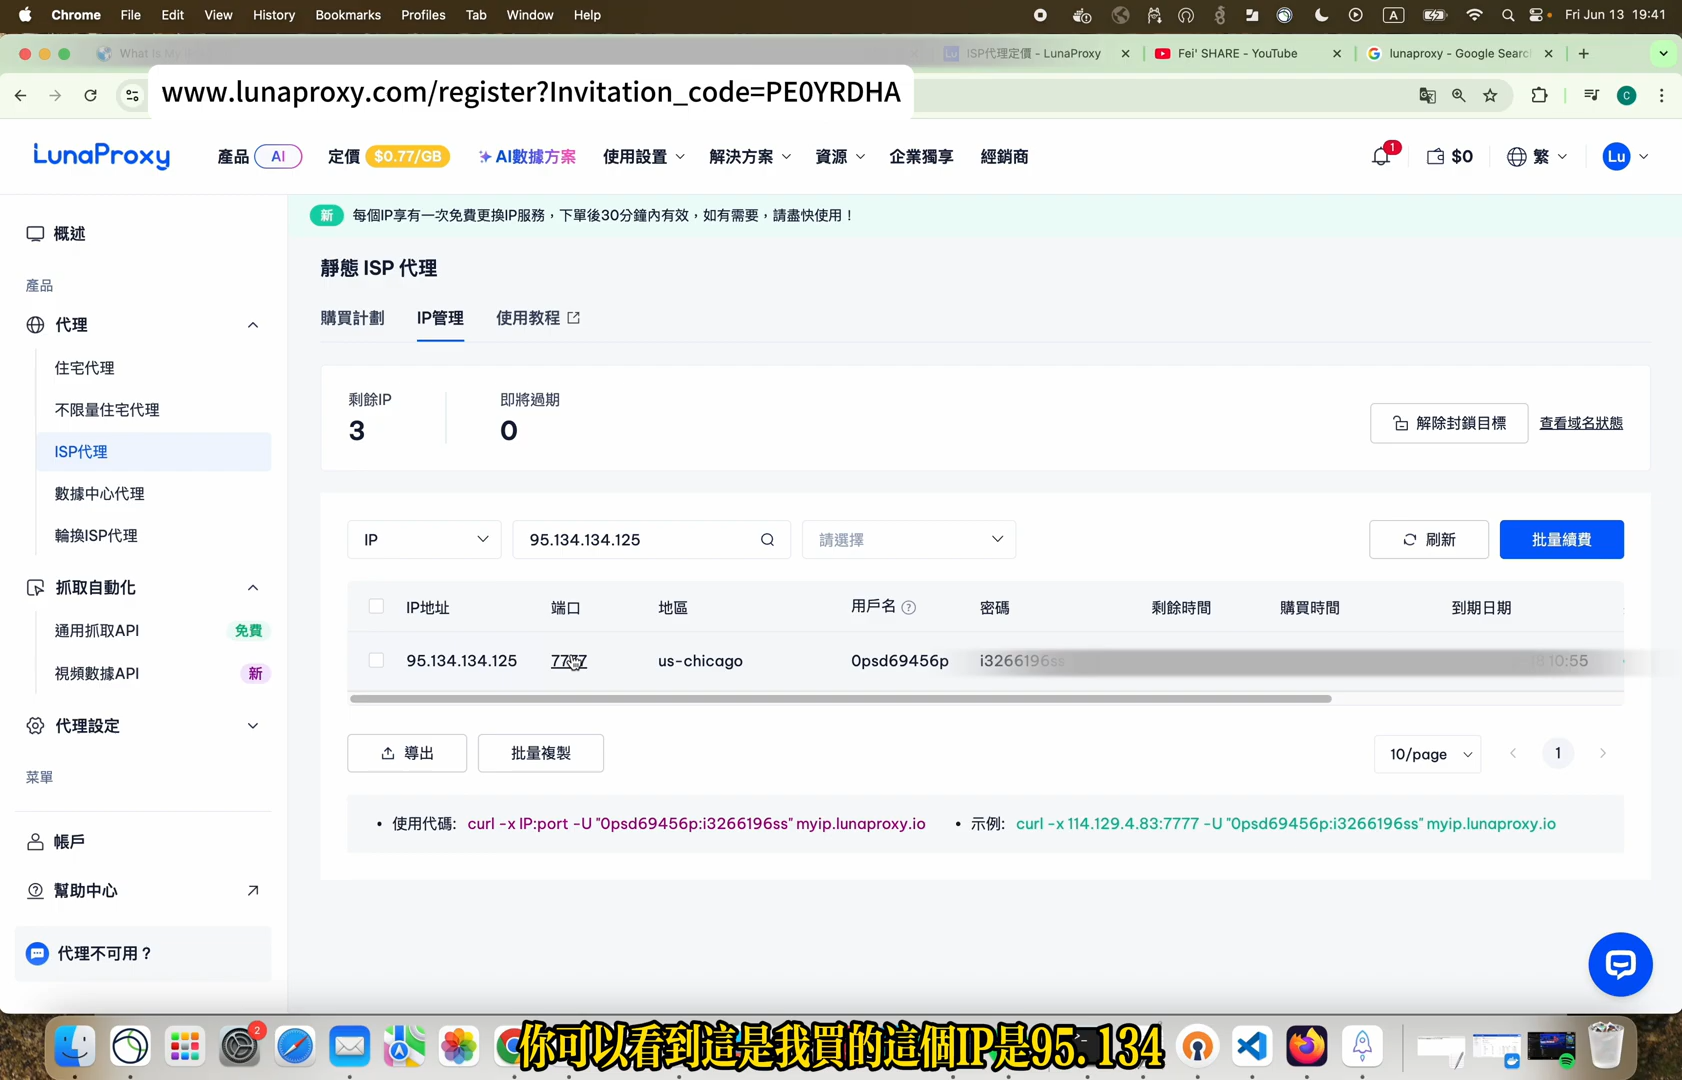 Chrome File Edit View History Bookmarks Profiles Tab Window Help
A
Fri Jun 13 19:41
What Is My
ISP代理定價 - LunaProxy
Fei' SHARE - YouTube
lunaproxy - Google Searc
www.lunaproxy.com/register?Invitation_code=PE0YRDHA
C
LunaProxy
產品 AI
定價 $0.77/GB
AI數據方案
使用設置
解決方案
資源
企業獨享
經銷商
1
$0
繁
Lu
新 每個IP享有一次免費更換IP服務，下單後30分鐘內有效，如有需要，請盡快使用！
概述
產品
代理
住宅代理
不限量住宅代理
ISP代理
數據中心代理
輪換ISP代理
抓取自動化
通用抓取API 免費
視頻數據API 新
代理設定
菜單
帳戶
幫助中心
代理不可用？
靜態 ISP 代理
購買計劃 IP管理 使用教程
剩餘IP 即將過期
3 0
解除封鎖目標 查看域名狀態
IP 95.134.134.125 請選擇 刷新 批量續費
IP地址 端口 地區 用戶名 密碼 剩餘時間 購買時間 到期日期
95.134.134.125 7777 us-chicago 0psd69456p i3266196ss 10:55
導出 批量複製 10/page 1
• 使用代碼: curl -x IP:port -U "0psd69456p:i3266196ss" myip.lunaproxy.io • 示例: curl -x 114.129.4.83:7777 -U "0psd69456p:i3266196ss" myip.lunaproxy.io
2
你可以看到這是我買的這個IP是95.134